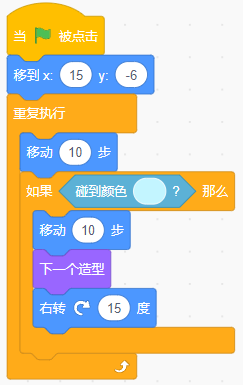 当 被点击
移到 x: 15 y: -6
重复执行
移动 10 步
如果 碰到颜色 ? 那么
移动 10 步
下一个造型
右转 15 度